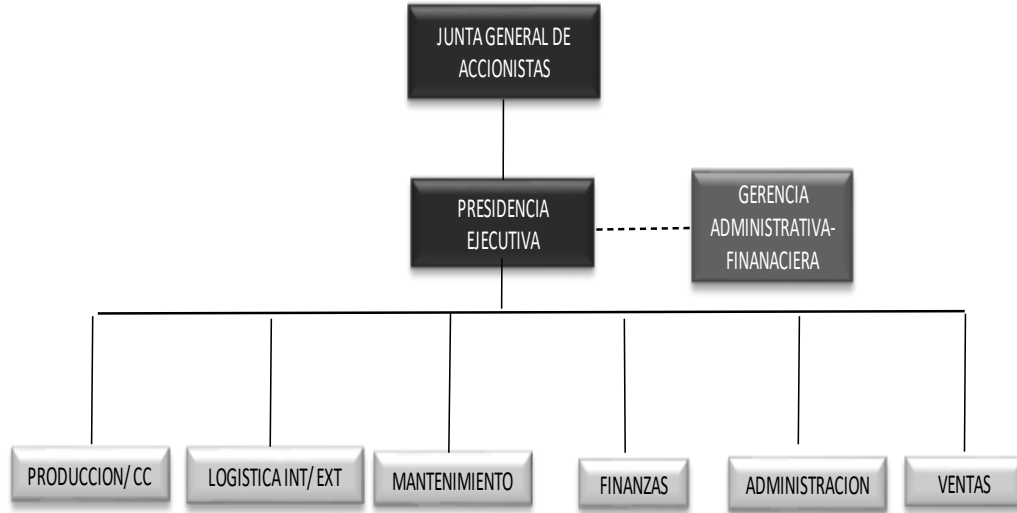 JUNTA GENERAL DE
ACCIONISTAS
PRESIDENCIA
EJECUTIVA
GERENCIA
ADMINISTRATIVA-
FINANACIERA
PRODUCCION/ CC
LOGISTICA INT/ EXT
MANTENIMIENTO
FINANZAS
ADMINISTRACION
VENTAS